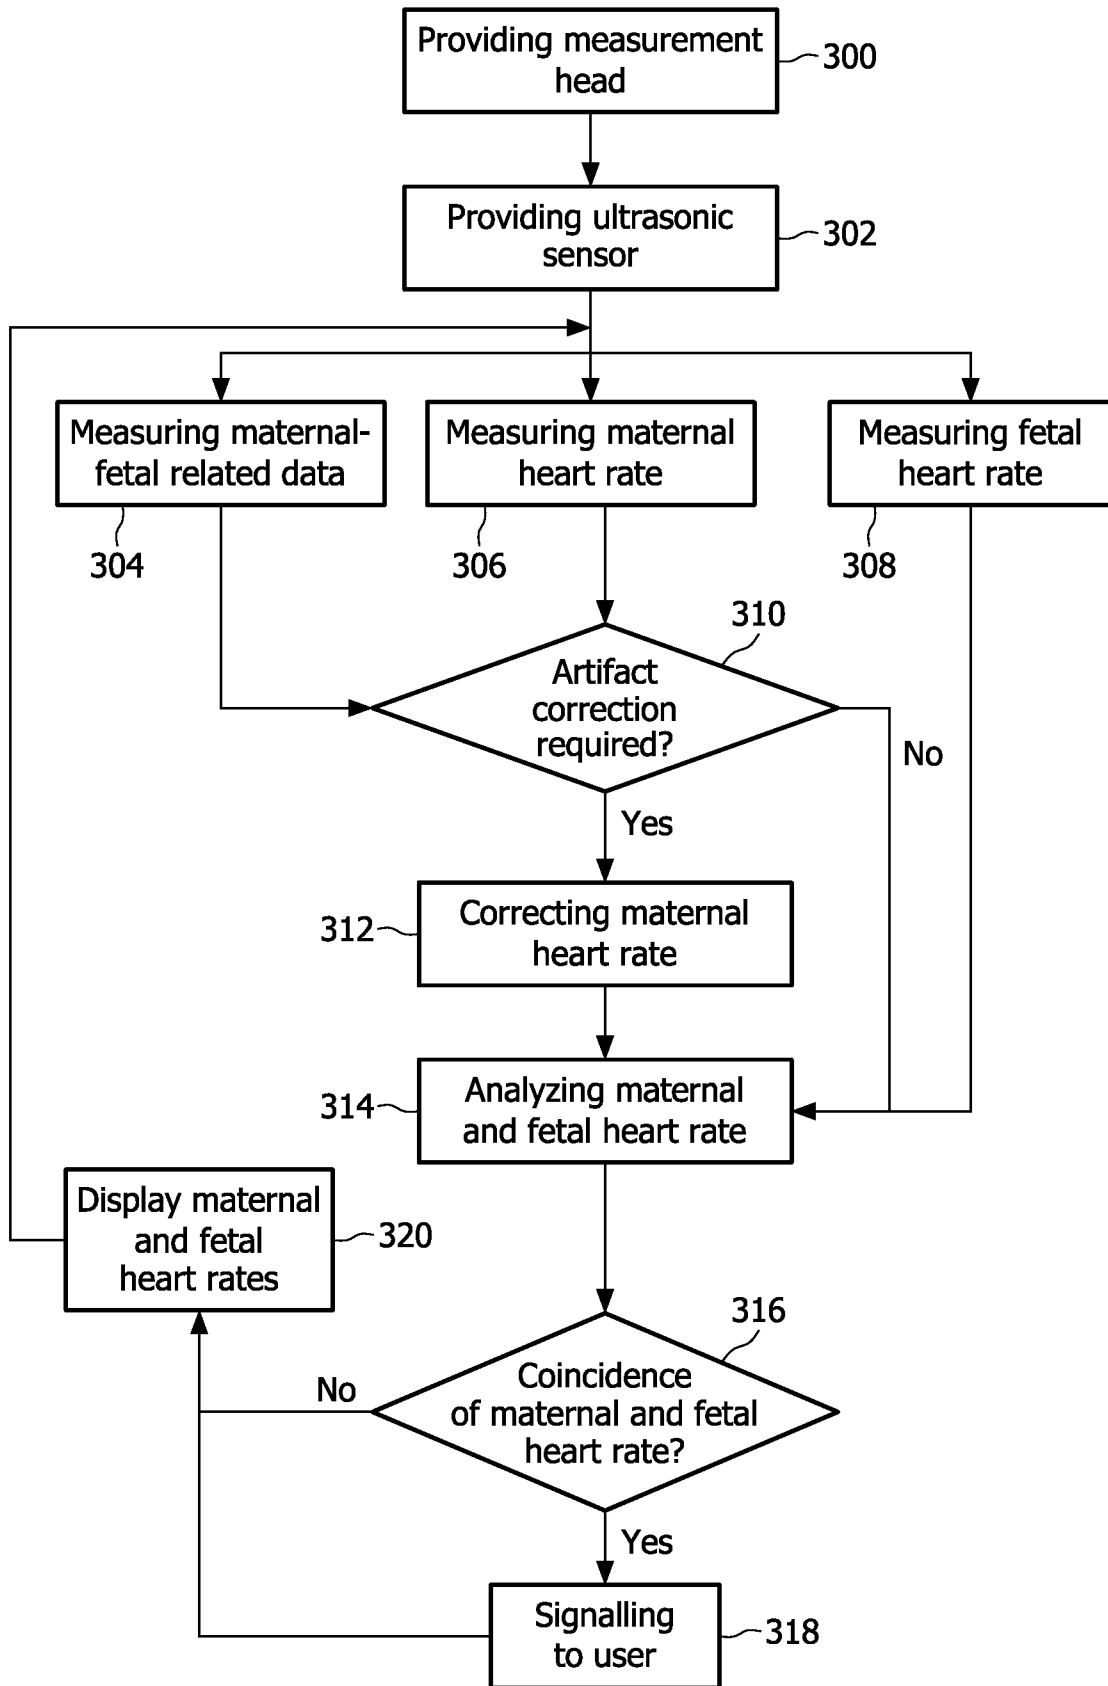 Providing measurement
head
300
Providing ultrasonic
sensor
302
Measuring maternal-
fetal related data
304
Measuring maternal
heart rate
306
Measuring fetal
heart rate
308
310
Artifact
correction
required?
No
Yes
Correcting maternal
heart rate
312
Analyzing maternal
and fetal heart rate
314
Display maternal
and fetal
heart rates
320
316
Coincidence
of maternal and fetal
heart rate?
No
Yes
Signalling
to user
318